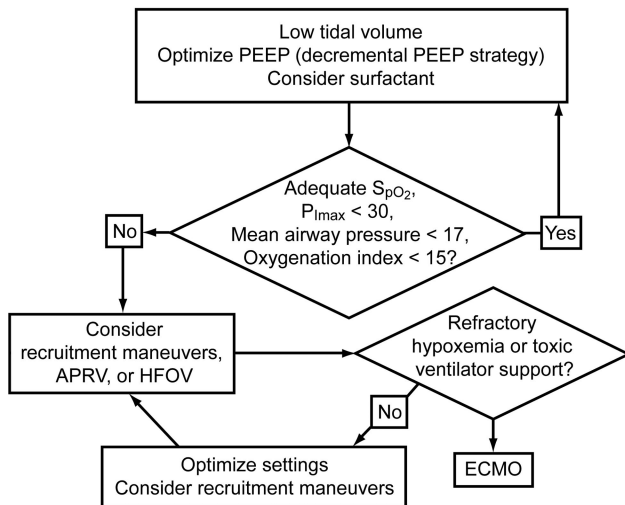 Low tidal volume
Optimize PEEP (decremental PEEP strategy)
Consider surfactant
Adequate SpO2,
PImax < 30,
Mean airway pressure < 17,
Oxygenation index < 15?
No
Yes
Consider
recruitment maneuvers,
APRV, or HFOV
Refractory
hypoxemia or toxic
ventilator support?
No
Optimize settings
Consider recruitment maneuvers
ECMO